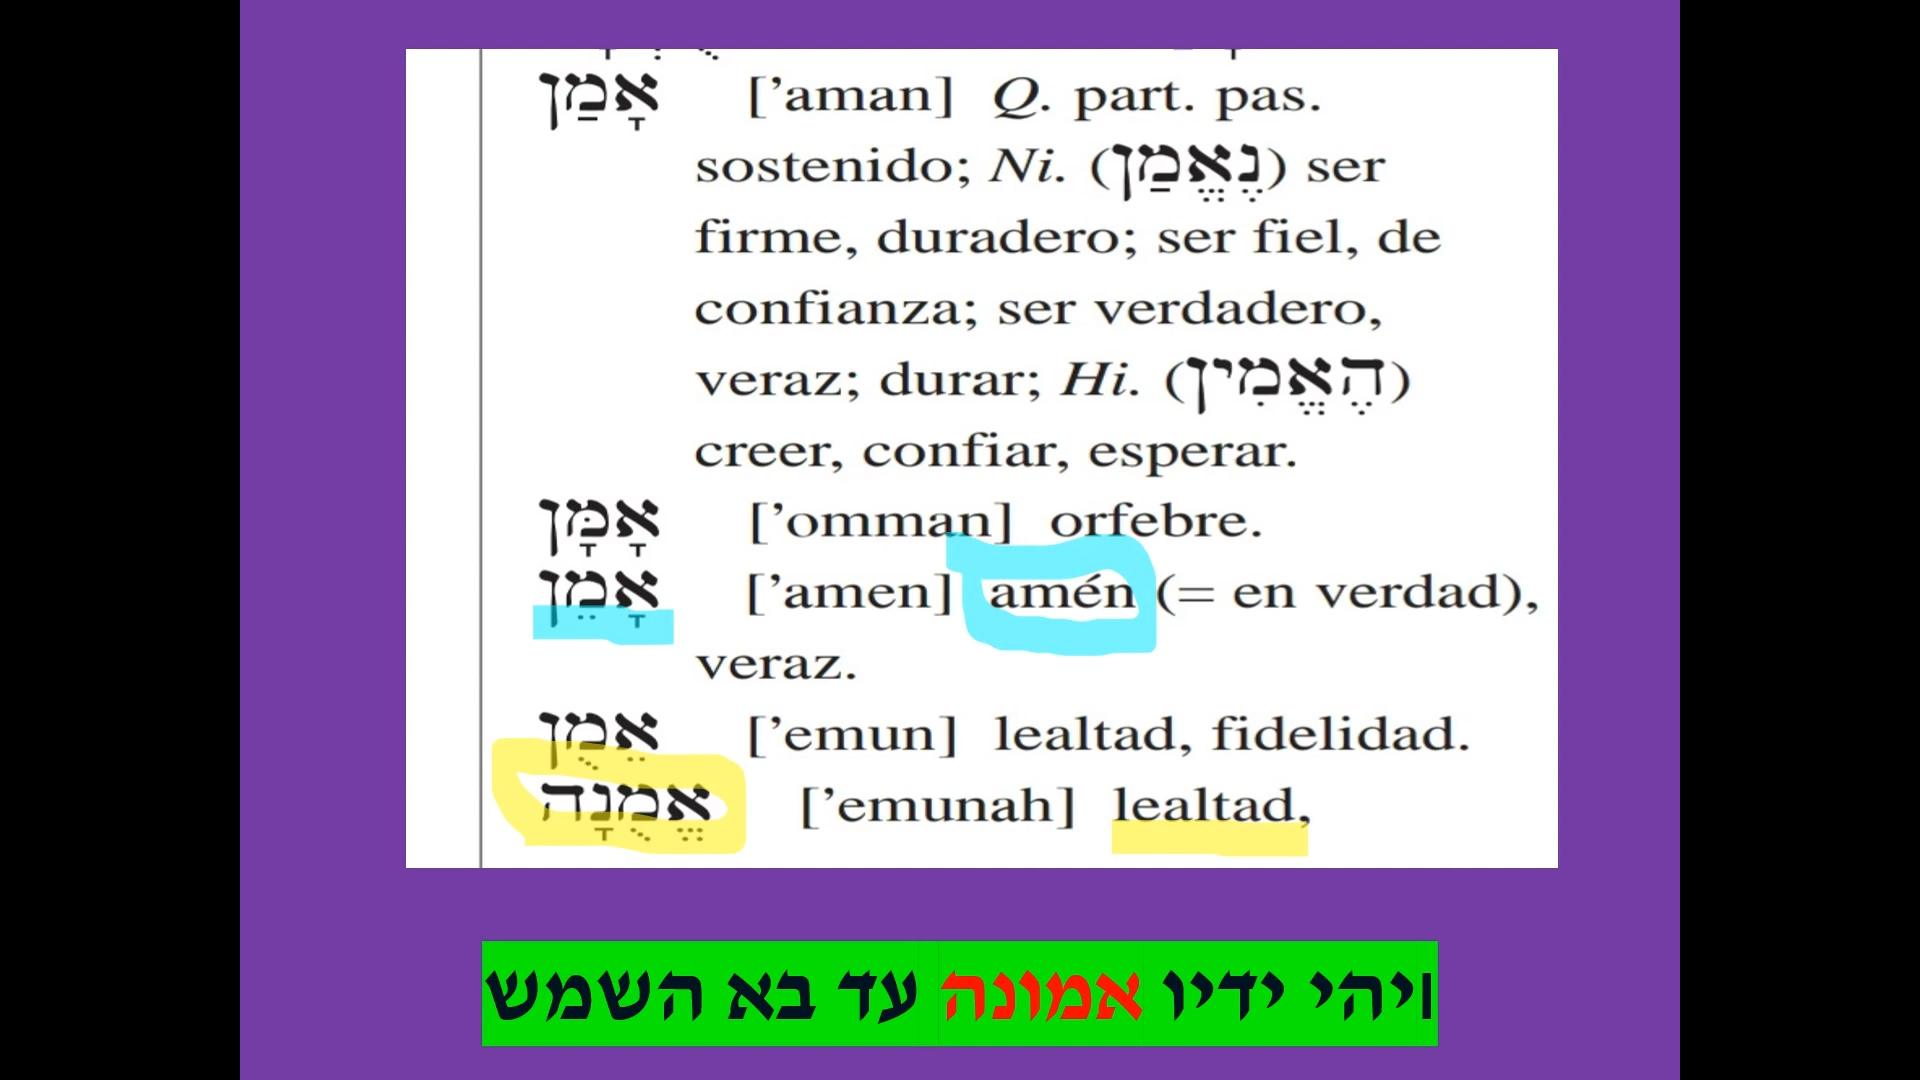 אָמַן ['aman] Q. part. pas.
sostenido; Ni. (נֶאֱמַן) ser
firme, duradero; ser fiel, de
confianza; ser verdadero,
veraz; durar; Hi. (הֶאֱמִין)
creer, confiar, esperar.
אָמָּן ['omman] orfebre.
אָמֵן ['amen] amén (= en verdad),
veraz.
אֵמֻן ['emun] lealtad, fidelidad.
אֱמֻנָה ['emunah] lealtad,
ויהי ידיו אמונה עד בא השמש